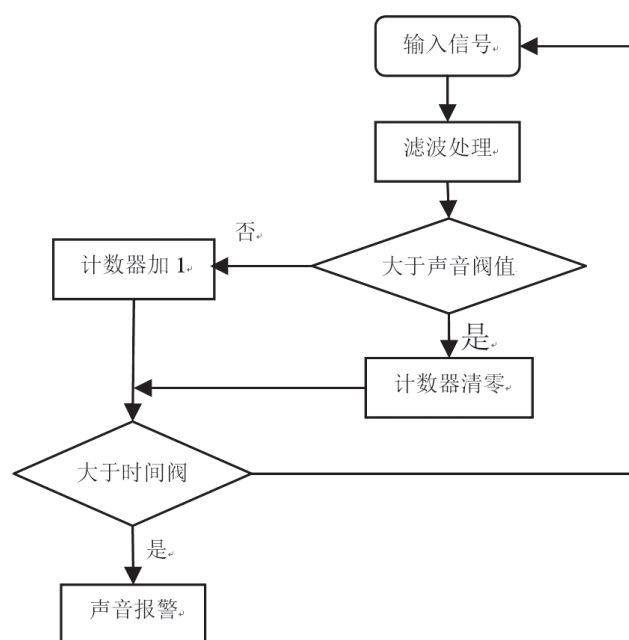 输入信号
滤波处理
否
计数器加 1
大于声音阀值
是
计数器清零
大于时间阀
是
声音报警